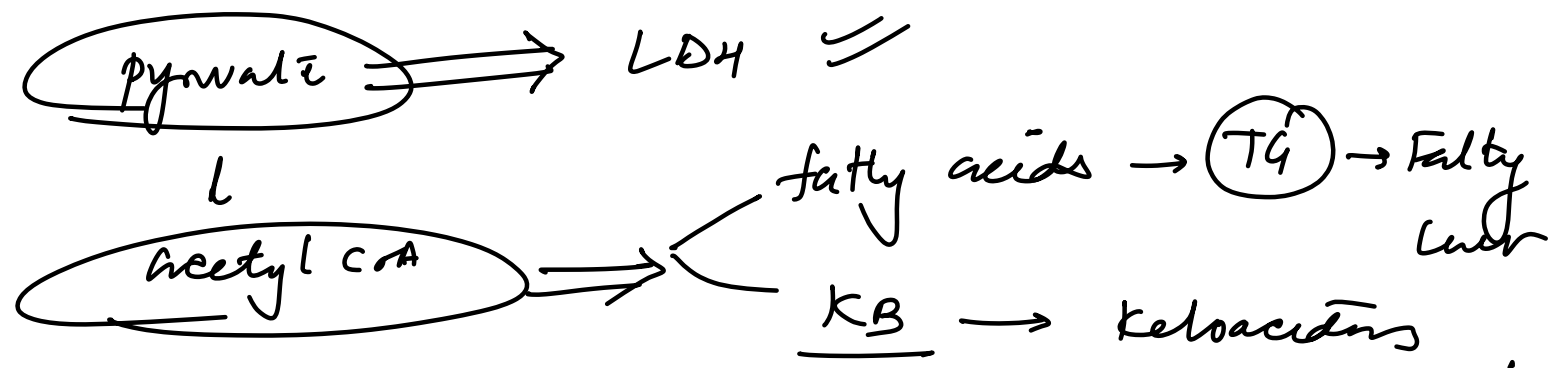 pyruvate ⇒ LDH
fatty acids → TG → Fatty liver
acetyl CoA ⇒
KB → Ketoacidosis